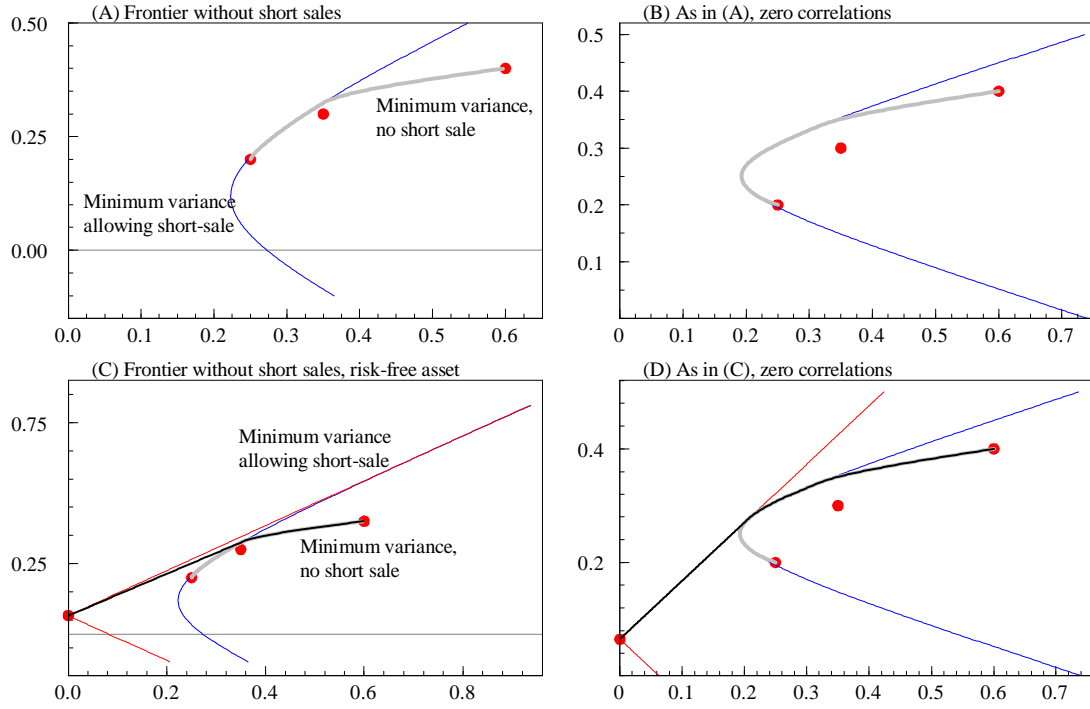 (A) Frontier without short sales
0.50
0.25
0.00
Minimum variance,
no short sale
Minimum variance
allowing short-sale
0.0 0.1 0.2 0.3 0.4 0.5 0.6
(B) As in (A), zero correlations
0.5
0.4
0.3
0.2
0.1
0 0.1 0.2 0.3 0.4 0.5 0.6 0.7
(C) Frontier without short sales, risk-free asset
0.75
0.25
Minimum variance
allowing short-sale
Minimum variance,
no short sale
0.0 0.2 0.4 0.6 0.8
(D) As in (C), zero correlations
0.4
0.2
0 0.1 0.2 0.3 0.4 0.5 0.6 0.7